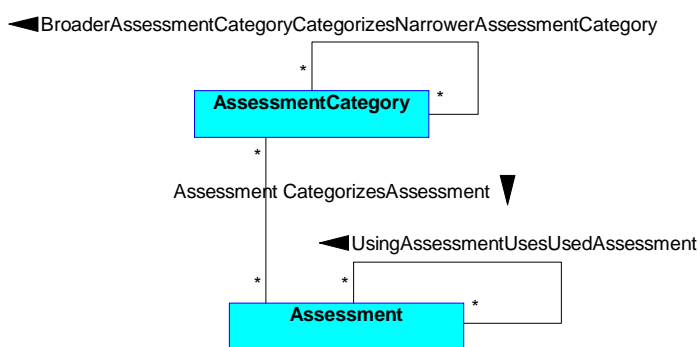 BroaderAssessmentCategoryCategorizesNarrowerAssessmentCategory
*
*
AssessmentCategory
*
Assessment CategorizesAssessment
UsingAssessmentUsesUsedAssessment
*
*
*
Assessment